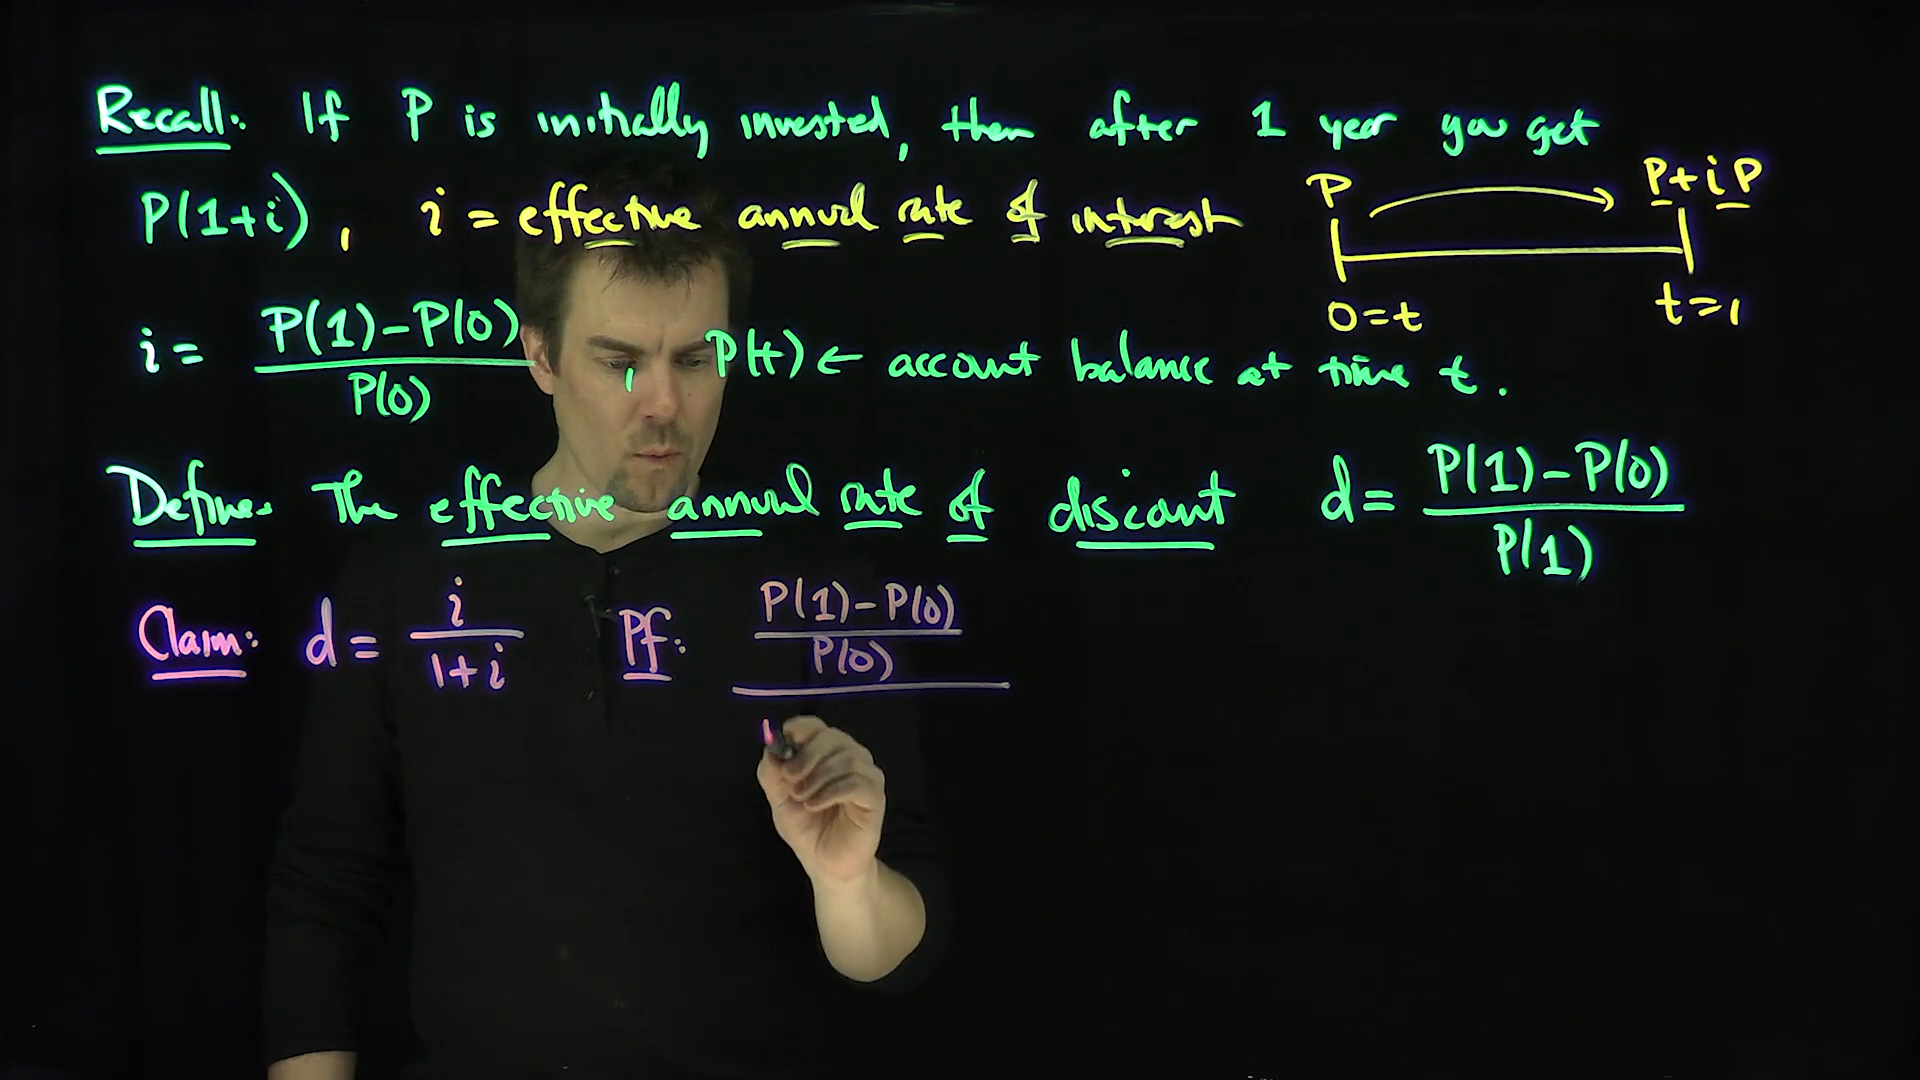 Recall: If P is initially invested, then after 1 year you get
P(1+i), i = effective annual rate of interest
P P+iP
0=t t=1
i = (P(1)-P(0))/P(0), P(t) ← account balance at time t.
Define: The effective annual rate of discount d = (P(1)-P(0))/P(1)
Claim: d = i/(1+i) Pf: ((P(1)-P(0))/P(0))/1